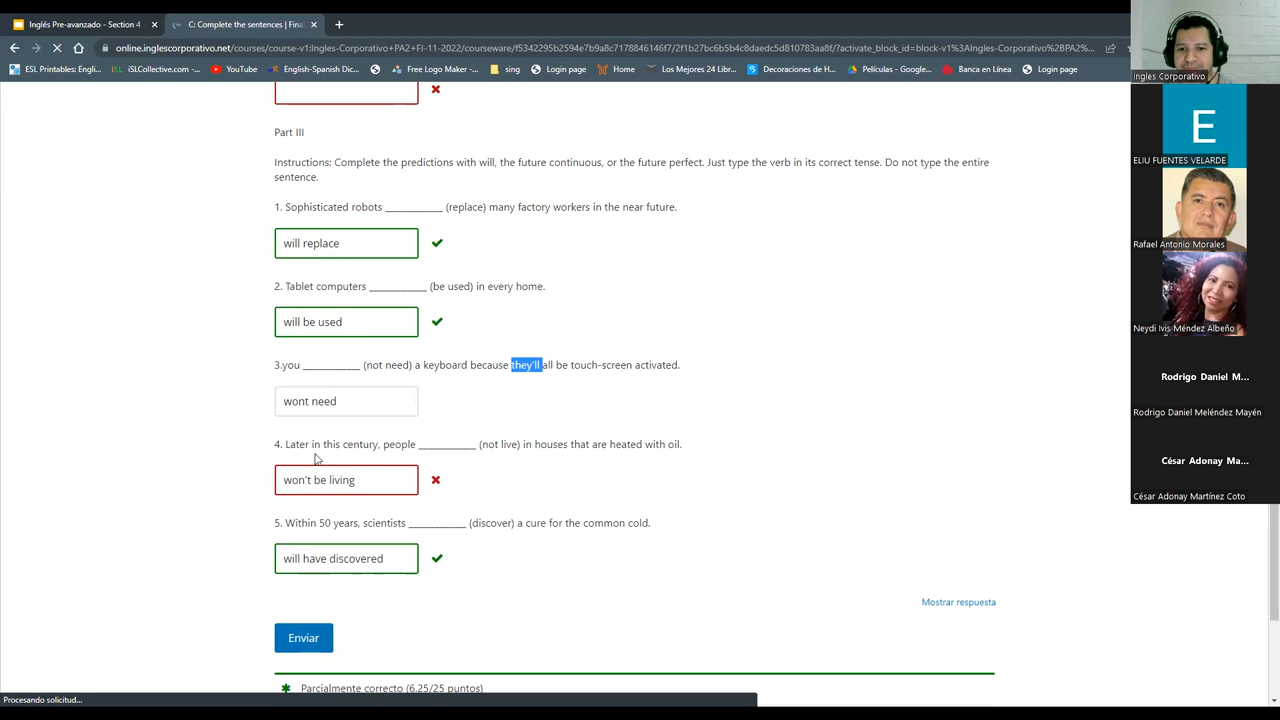 Inglés Pre-avanzado - Section 4
C: Complete the sentences | Fina
online.inglescorporativo.net/courses/course-v1:Ingles-Corporativo+PA2+FI-11-2022/courseware/f5342295b2594e7b9a8c7178846146f7/2f1b27bc6b5b4c8daedc5d810783aa8f/?activate_block_id=block-v1%3AIngles-Corporativo%2BPA2...
ESL Printables: En...
iSLCollective.com -...
YouTube
English-Spanish Dic...
Free Logo Maker -...
sing
Login page
Home
Los Mejores 24 Libr...
Decoraciones de H...
Películas - Google...
Banca en Línea
Login page
Part III
Instructions: Complete the predictions with will, the future continuous, or the future perfect. Just type the verb in its correct tense. Do not type the entire
sentence.
1. Sophisticated robots ____________ (replace) many factory workers in the near future.
will replace
2. Tablet computers ____________ (be used) in every home.
will be used
3.you ____________ (not need) a keyboard because they'll all be touch-screen activated.
wont need
4. Later in this century, people ____________ (not live) in houses that are heated with oil.
won't be living
5. Within 50 years, scientists ____________ (discover) a cure for the common cold.
will have discovered
Mostrar respuesta
Enviar
Parcialmente correcto (6.25/25 puntos)
Procesando solicitud...
Ingles Corporativo
E
ELIU FUENTES VELARDE
Rafael Antonio Morales
Neydi Ivis Méndez Albeño
Rodrigo Daniel M...
Rodrigo Daniel Meléndez Mayén
César Adonay Ma...
César Adonay Martínez Coto